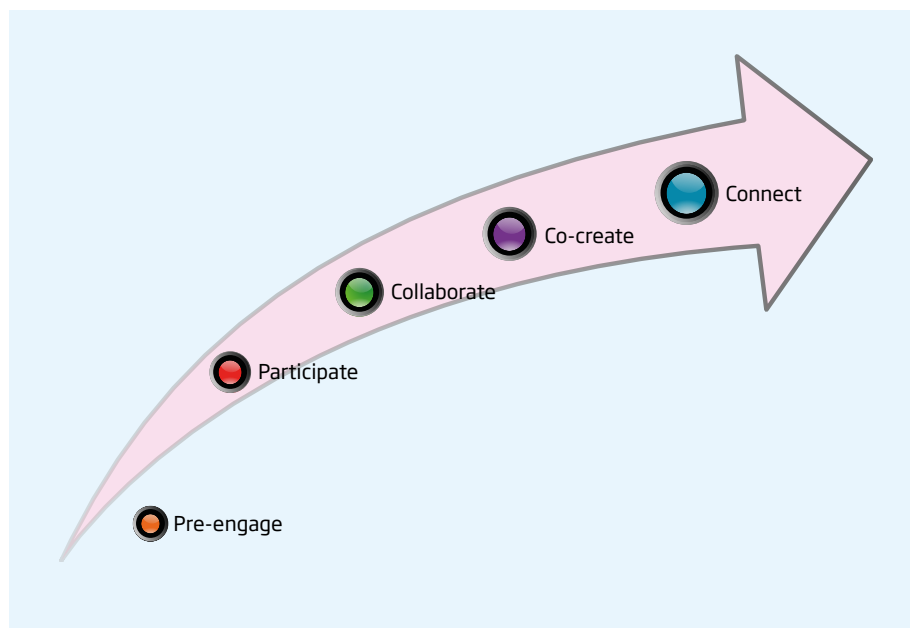 Connect
Co-create
Collaborate
Participate
Pre-engage